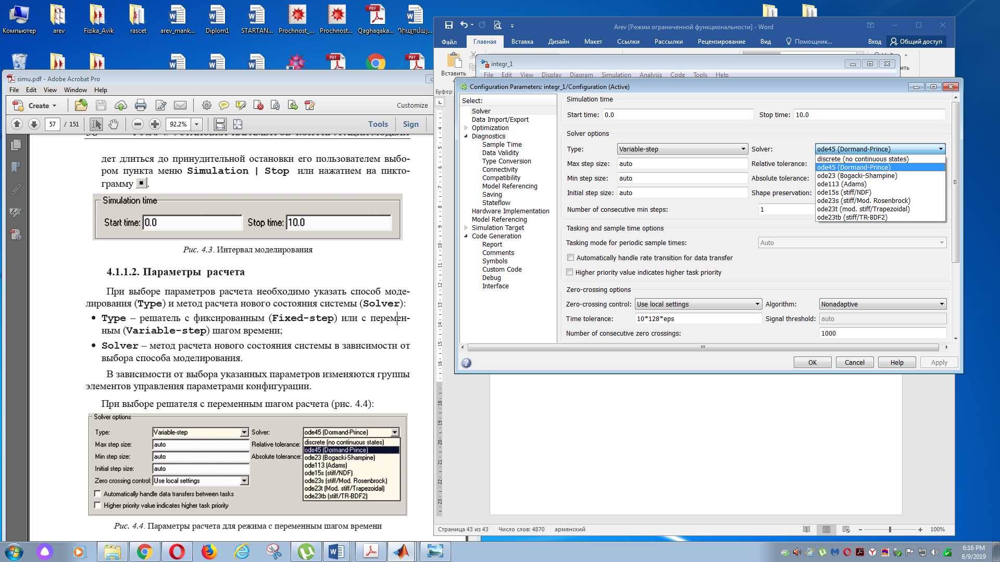 Компьютер
arev
Fizika_Avik
rascet
arev_mank...
Diplom1
STARTAN...
Prochnost_...
Prochnost...
Qaghaqaka...
Դիպլոմայ...
simu.pdf - Adobe Acrobat Pro
File Edit View Window Help
Create
Customize
57 / 151
92.2%
Tools Sign
дет длиться до принудительной остановки его пользователем выбо-
ром пункта меню Simulation | Stop или нажатием на пикто-
грамму .
Simulation time
Start time: 0.0 Stop time: 10.0
Рис. 4.3. Интервал моделирования
4.1.1.2. Параметры расчета
При выборе параметров расчета необходимо указать способ моде-
лирования (Type) и метод расчета нового состояния системы (Solver):
• Type – решатель с фиксированным (Fixed-step) или с перемен-
ным (Variable-step) шагом времени;
• Solver – метод расчета нового состояния системы в зависимости от
выбора способа моделирования.
В зависимости от выбора указанных параметров изменяются группы
элементов управления параметрами конфигурации.
При выборе решателя с переменным шагом расчета (рис. 4.4):
Solver options
Type: Variable-step Solver: ode45 (Dormand-Prince)
Max step size: auto Relative tolerance: discrete (no continuous states)
ode45 (Dormand-Prince)
Min step size: auto Absolute tolerance: ode23 (Bogacki-Shampine)
ode113 (Adams)
Initial step size: auto ode15s (stiff/NDF)
Zero crossing control: Use local settings ode23s (stiff/Mod. Rosenbrock)
ode23t (Mod. stiff/Trapezoidal)
Automatically handle data transfers between tasks ode23tb (stiff/TR-BDF2)
Higher priority value indicates higher task priority
Рис. 4.4. Параметры расчета для режима с переменным шагом времени
Arev [Режим ограниченной функциональности] - Word
Файл Главная Вставка Дизайн Макет Ссылки Рассылки Рецензирование Вид Помощник... Вход Общий доступ
Вставить
Буфер
integr_1
File Edit View Display Diagram Simulation Analysis Code Tools Help
Configuration Parameters: integr_1/Configuration (Active)
Select:
Solver
Data Import/Export
Optimization
Diagnostics
Sample Time
Data Validity
Type Conversion
Connectivity
Compatibility
Model Referencing
Saving
Stateflow
Hardware Implementation
Model Referencing
Simulation Target
Code Generation
Report
Comments
Symbols
Custom Code
Debug
Interface
Simulation time
Start time: 0.0 Stop time: 10.0
Solver options
Type: Variable-step Solver: ode45 (Dormand-Prince)
discrete (no continuous states)
Max step size: auto Relative tolerance: ode45 (Dormand-Prince)
ode23 (Bogacki-Shampine)
Min step size: auto Absolute tolerance: ode113 (Adams)
Initial step size: auto Shape preservation: ode15s (stiff/NDF)
ode23s (stiff/Mod. Rosenbrock)
Number of consecutive min steps: 1 ode23t (mod. stiff/Trapezoidal)
ode23tb (stiff/TR-BDF2)
Tasking and sample time options
Tasking mode for periodic sample times: Auto
Automatically handle rate transition for data transfer
Higher priority value indicates higher task priority
Zero-crossing options
Zero-crossing control: Use local settings Algorithm: Nonadaptive
Time tolerance: 10*128*eps Signal threshold: auto
Number of consecutive zero crossings: 1000
OK Cancel Help Apply
Страница 43 из 43 Число слов: 4870 армянский 100%
6:16 PM
8/9/2019